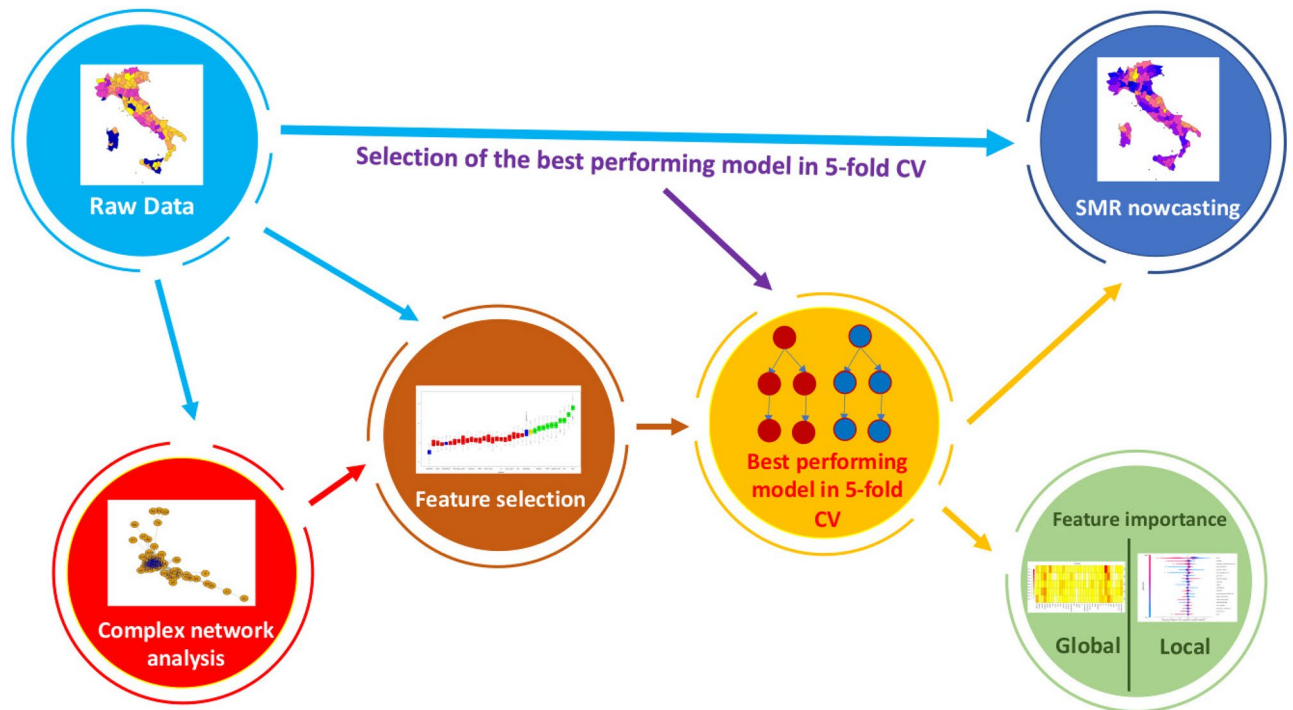 Raw Data
Selection of the best performing model in 5-fold CV
SMR nowcasting
Feature selection
Best performing
model in 5-fold
CV
Complex network
analysis
Feature importance
Global
Local